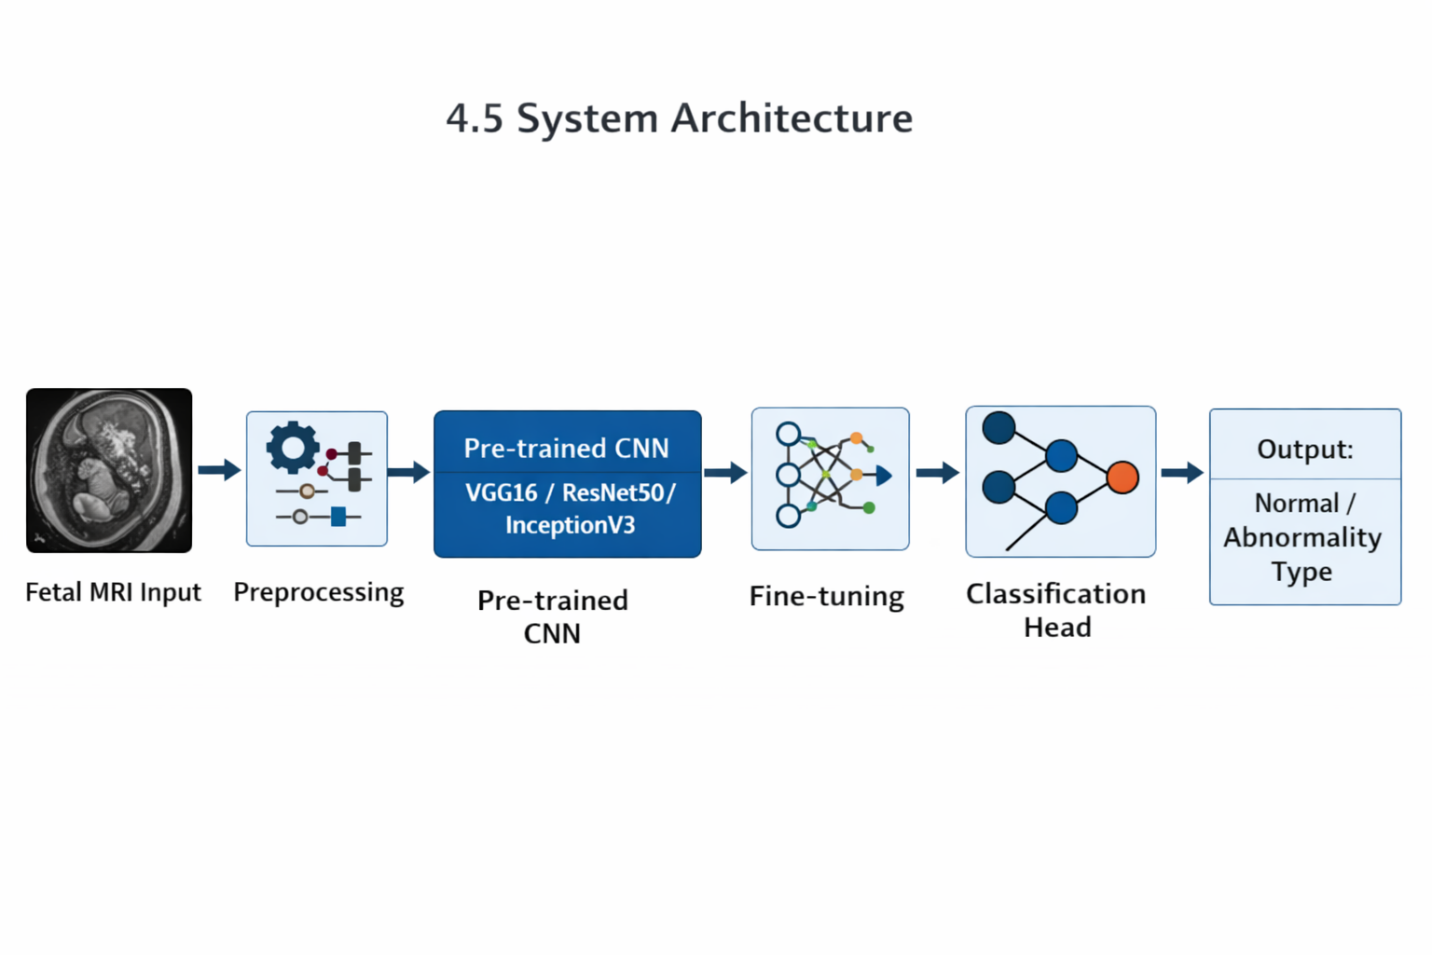 4.5 System Architecture
Fetal MRI Input
Preprocessing
Pre-trained CNN
VGG16 / ResNet50/
InceptionV3
Pre-trained
CNN
Fine-tuning
Classification
Head
Output:
Normal /
Abnormality
Type